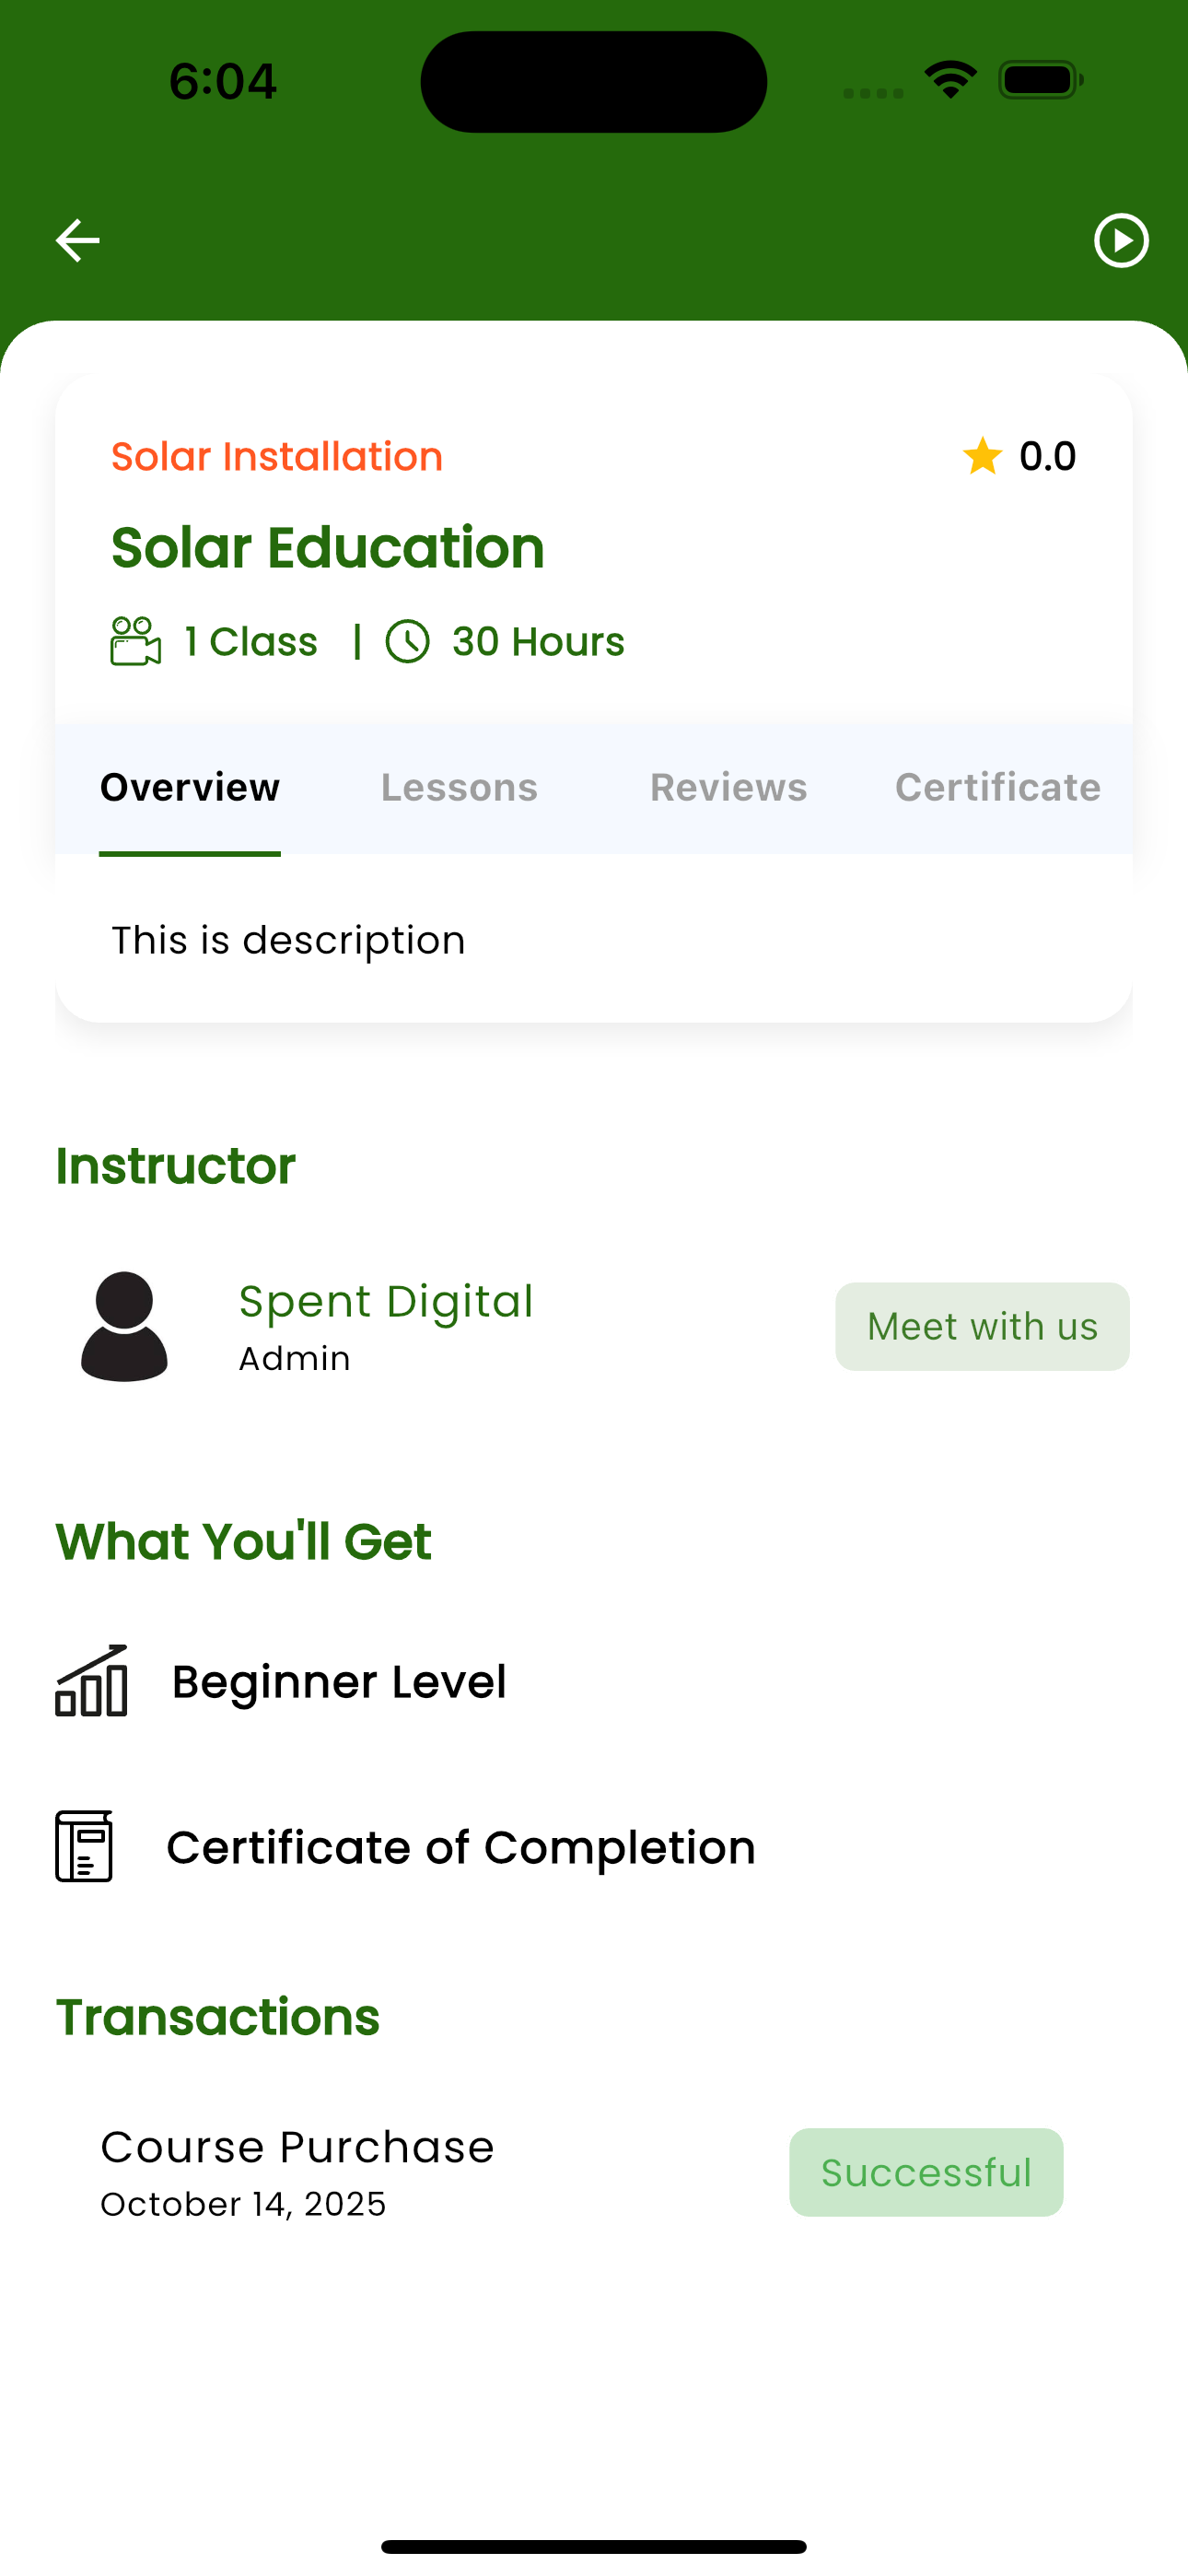 6:04
Solar Installation 0.0
Solar Education
1 Class | 30 Hours
Overview Lessons Reviews Certificate
This is description
Instructor
Spent Digital
Admin
Meet with us
What You'll Get
Beginner Level
Certificate of Completion
Transactions
Course Purchase
October 14, 2025
Successful